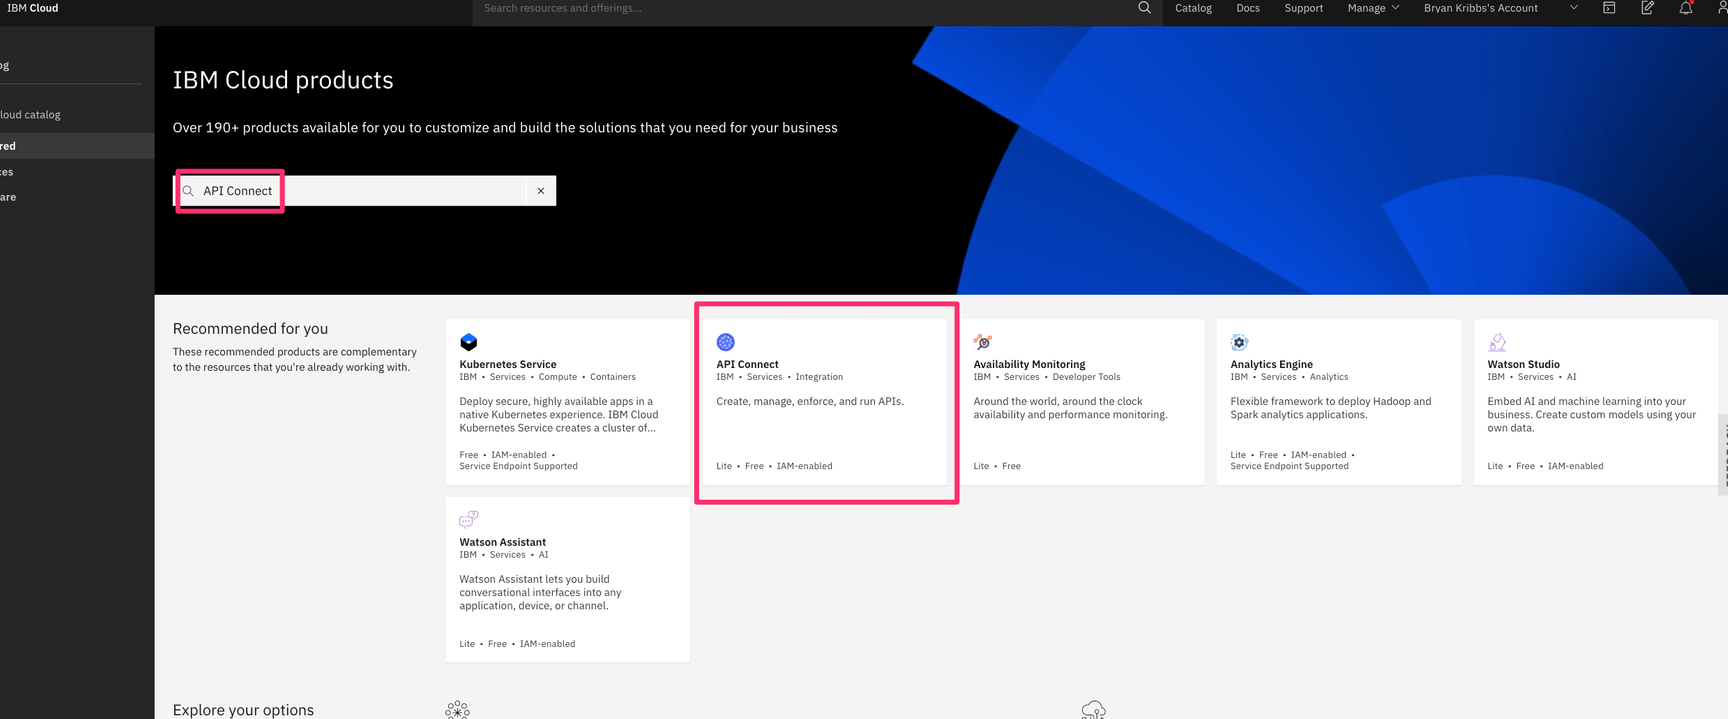 IBM Cloud
Search resources and offerings...
Catalog
Docs
Support
Manage
Bryan Kribbs's Account
og
loud catalog
red
ces
are
IBM Cloud products
Over 190+ products available for you to customize and build the solutions that you need for your business
API Connect
Recommended for you
These recommended products are complementary
to the resources that you're already working with.
Kubernetes Service
IBM • Services • Compute • Containers
Deploy secure, highly available apps in a
native Kubernetes experience. IBM Cloud
Kubernetes Service creates a cluster of...
Free • IAM-enabled •
Service Endpoint Supported
API Connect
IBM • Services • Integration
Create, manage, enforce, and run APIs.
Lite • Free • IAM-enabled
Availability Monitoring
IBM • Services • Developer Tools
Around the world, around the clock
availability and performance monitoring.
Lite • Free
Analytics Engine
IBM • Services • Analytics
Flexible framework to deploy Hadoop and
Spark analytics applications.
Lite • Free • IAM-enabled •
Service Endpoint Supported
Watson Studio
IBM • Services • AI
Embed AI and machine learning into your
business. Create custom models using your
own data.
Lite • Free • IAM-enabled
Watson Assistant
IBM • Services • AI
Watson Assistant lets you build
conversational interfaces into any
application, device, or channel.
Lite • Free • IAM-enabled
Explore your options